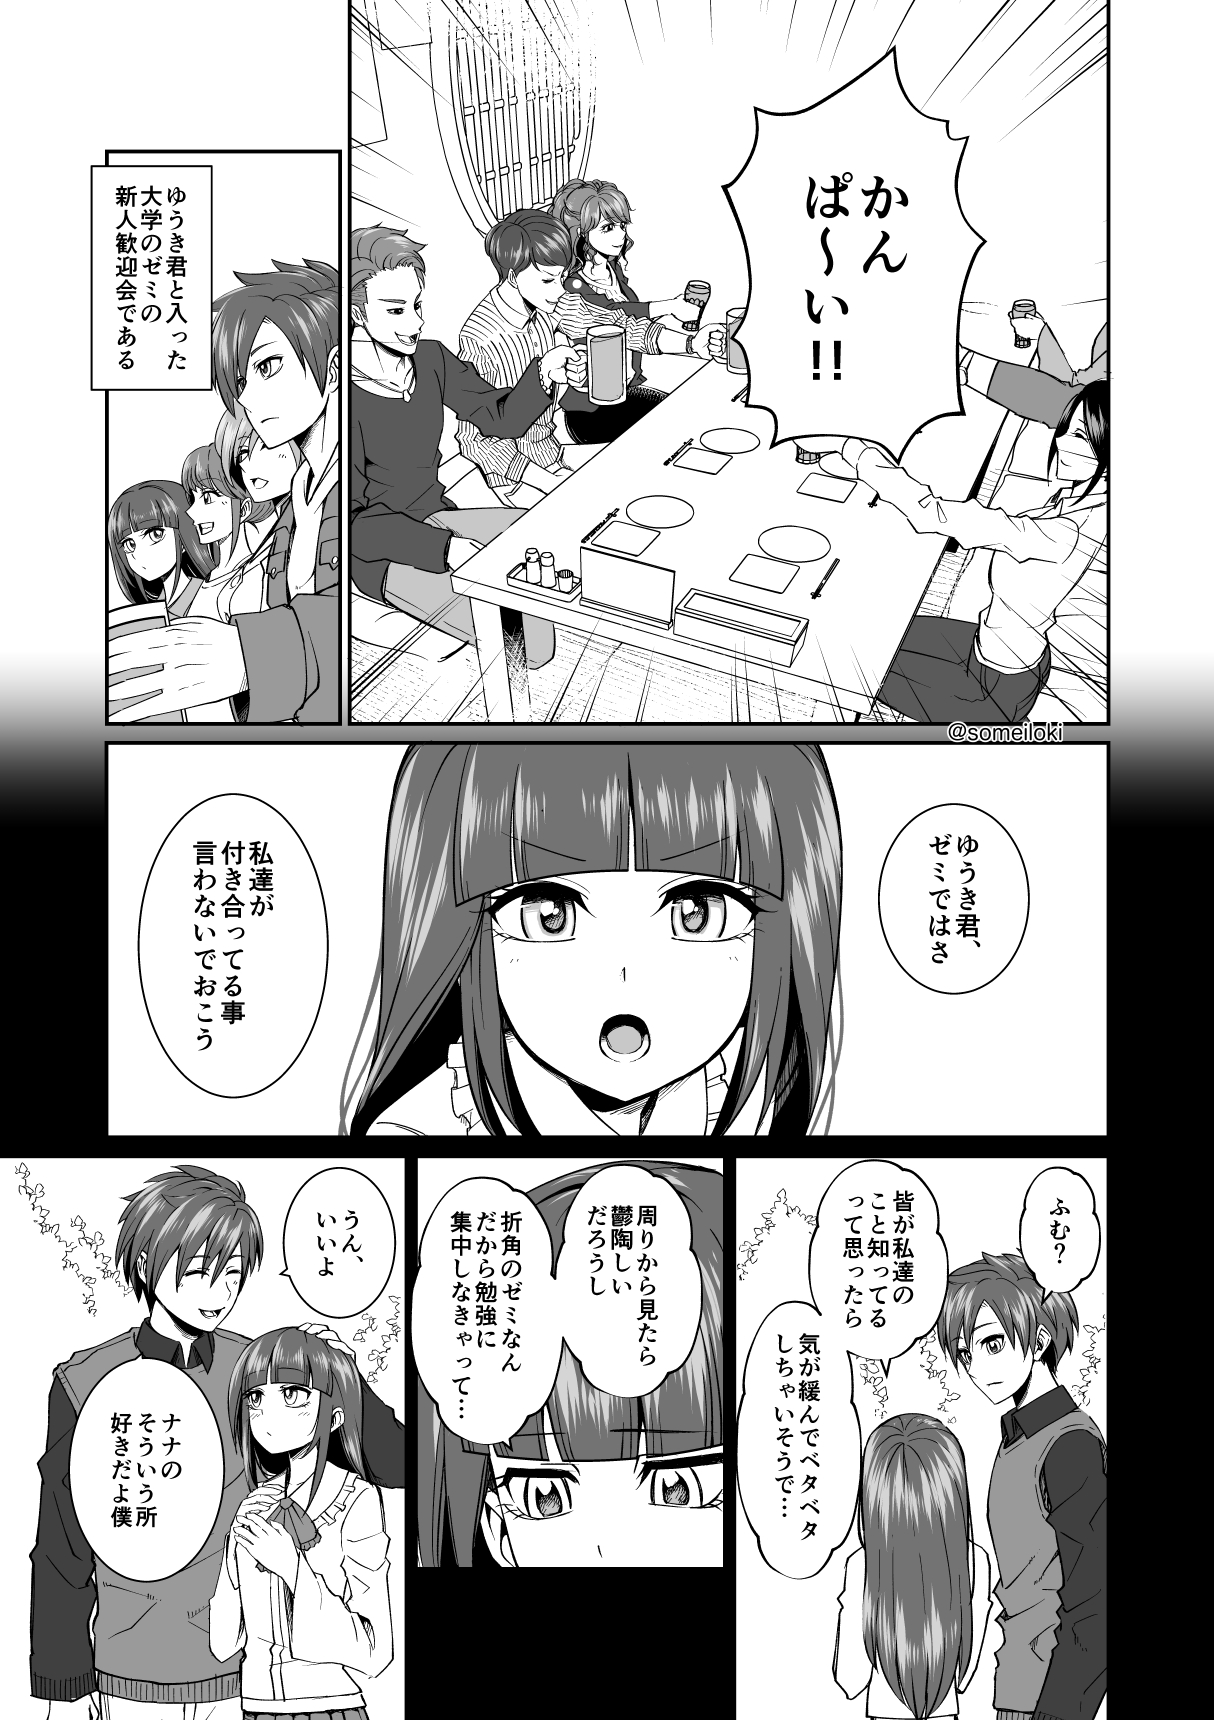 かん
ぱ～い!!
ゆうき君と入った
大学のゼミの
新人歓迎会である
@someiloki
ゆうき君、
ゼミではさ
私達が
付き合ってる事
言わないでおこう
ふむ?
皆が私達の
こと知ってる
って思ったら
気が緩んでベタベタ
しちゃいそうで…
周りから見たら
鬱陶しい
だろうし
折角のゼミなん
だから勉強に
集中しなきゃって…
うん、
いいよ
ナナの
そういう所
好きだよ僕